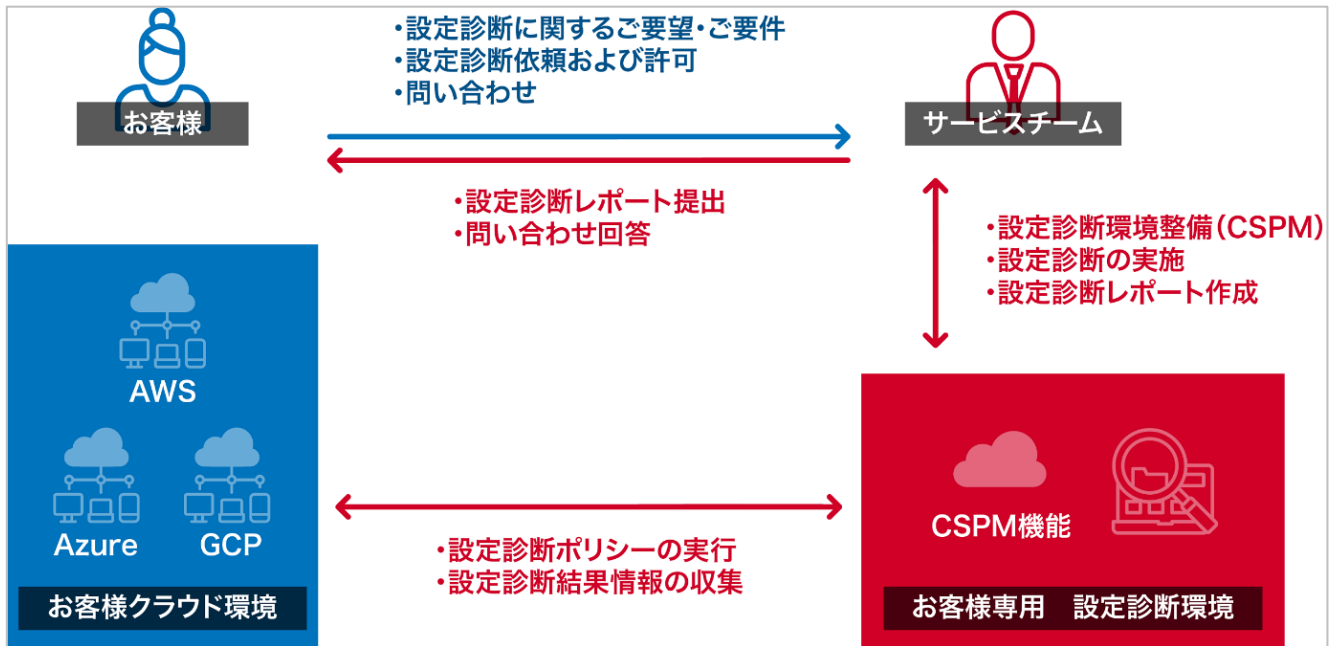 ・設定診断に関するご要望・ご要件
・設定診断依頼および許可
・問い合わせ
お客様
サービスチーム
・設定診断レポート提出
・問い合わせ回答
・設定診断環境整備(CSPM)
・設定診断の実施
・設定診断レポート作成
AWS
Azure
GCP
お客様クラウド環境
・設定診断ポリシーの実行
・設定診断結果情報の収集
CSPM機能
お客様専用　設定診断環境